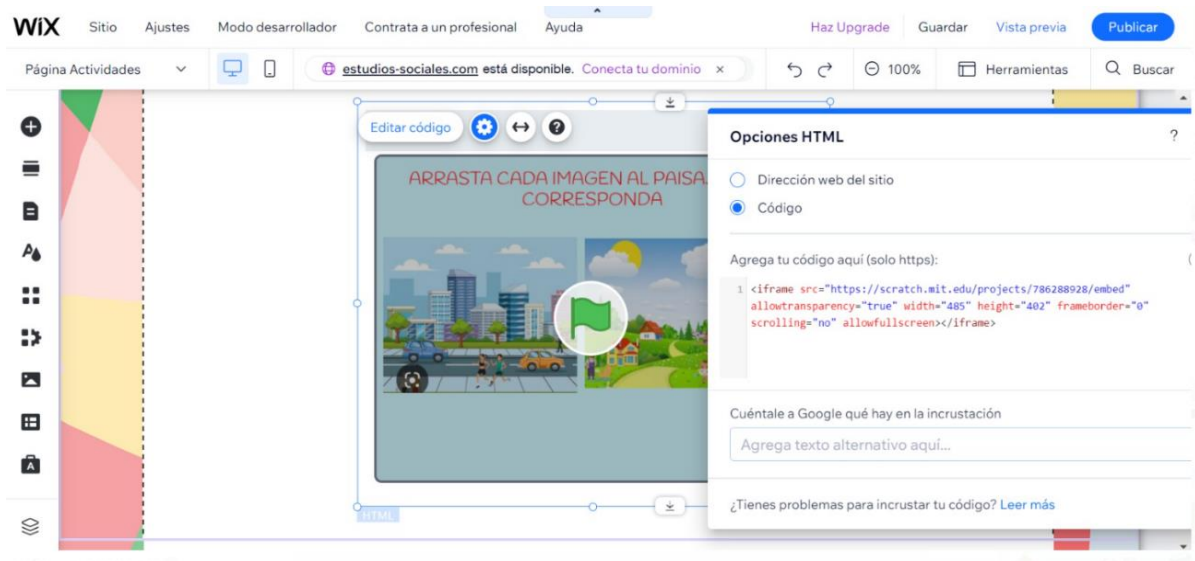 WiX Sitio Ajustes Modo desarrollador Contrata a un profesional Ayuda Haz Upgrade Guardar Vista previa Publicar
Página Actividades estudios-sociales.com está disponible. Conecta tu dominio × 100% Herramientas Buscar
Editar código ?
ARRASTA CADA IMAGEN AL PAISA
CORRESPONDA
HTML
Opciones HTML ?
Dirección web del sitio
Código
Agrega tu código aquí (solo https):
1 <iframe src="https://scratch.mit.edu/projects/786288928/embed"
allowtransparency="true" width="485" height="402" frameborder="0"
scrolling="no" allowfullscreen></iframe>
Cuéntale a Google qué hay en la incrustación
Agrega texto alternativo aquí...
¿Tienes problemas para incrustar tu código? Leer más